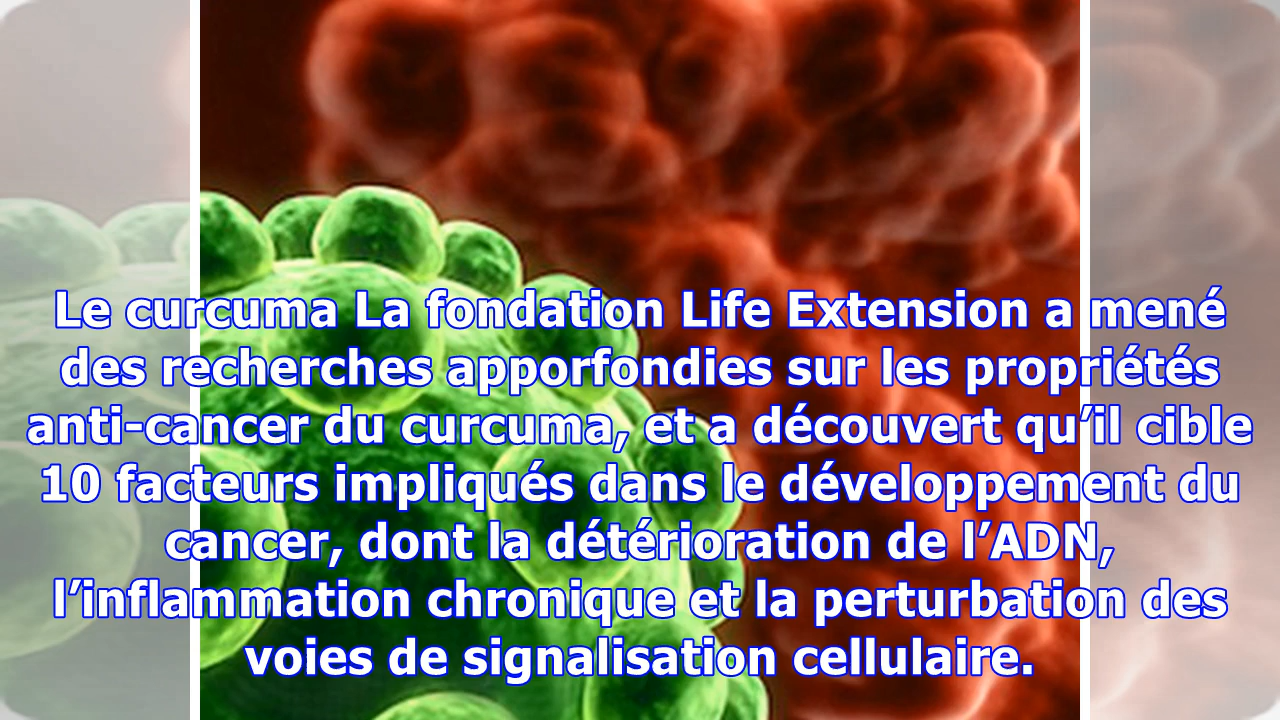 Le curcuma La fondation Life Extension a mené
des recherches apporfondies sur les propriétés
anti-cancer du curcuma, et a découvert qu’il cible
10 facteurs impliqués dans le développement du
cancer, dont la détérioration de l’ADN,
l’inflammation chronique et la perturbation des
voies de signalisation cellulaire.